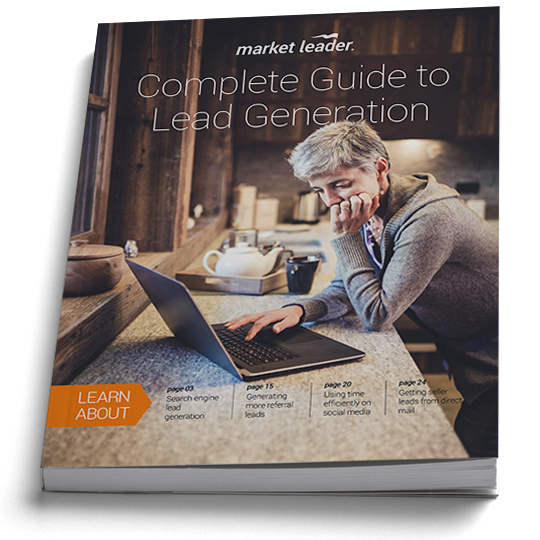 market leader.
Complete Guide to
Lead Generation
LEARN
ABOUT
page 03
Search engine
lead
generation
page 15
Generating
more referral
leads
page 20
Using time
efficiently on
social media
page 24
Getting seller
leads from direct
mail